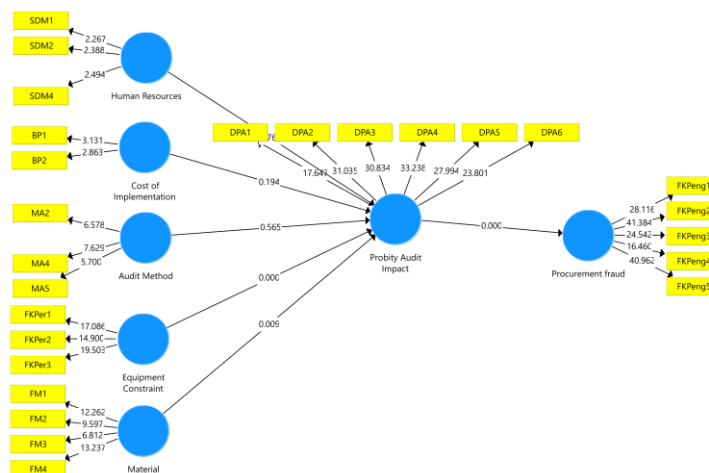 SDM1
2.267
SDM2
2.388
SDM4
2.494
Human Resources
BP1
3.131
BP2
2.863
Cost of
Implementation
0.194
MA2
6.578
MA4
7.629
MA5
5.700
Audit Method
0.565
FKPer1
17.086
FKPer2
14.900
FKPer3
19.503
Equipment
Constraint
0.000
FM1
12.262
FM2
9.597
FM3
6.812
FM4
13.237
Material
0.009
DPA1
DPA2
DPA3
DPA4
DPA5
DPA6
17.647
31.035
30.834
33.238
27.994
23.801
Probity Audit
Impact
0.000
Procurement fraud
FKPeng1
28.116
FKPeng2
41.384
FKPeng3
24.542
FKPeng4
16.460
FKPeng5
40.962